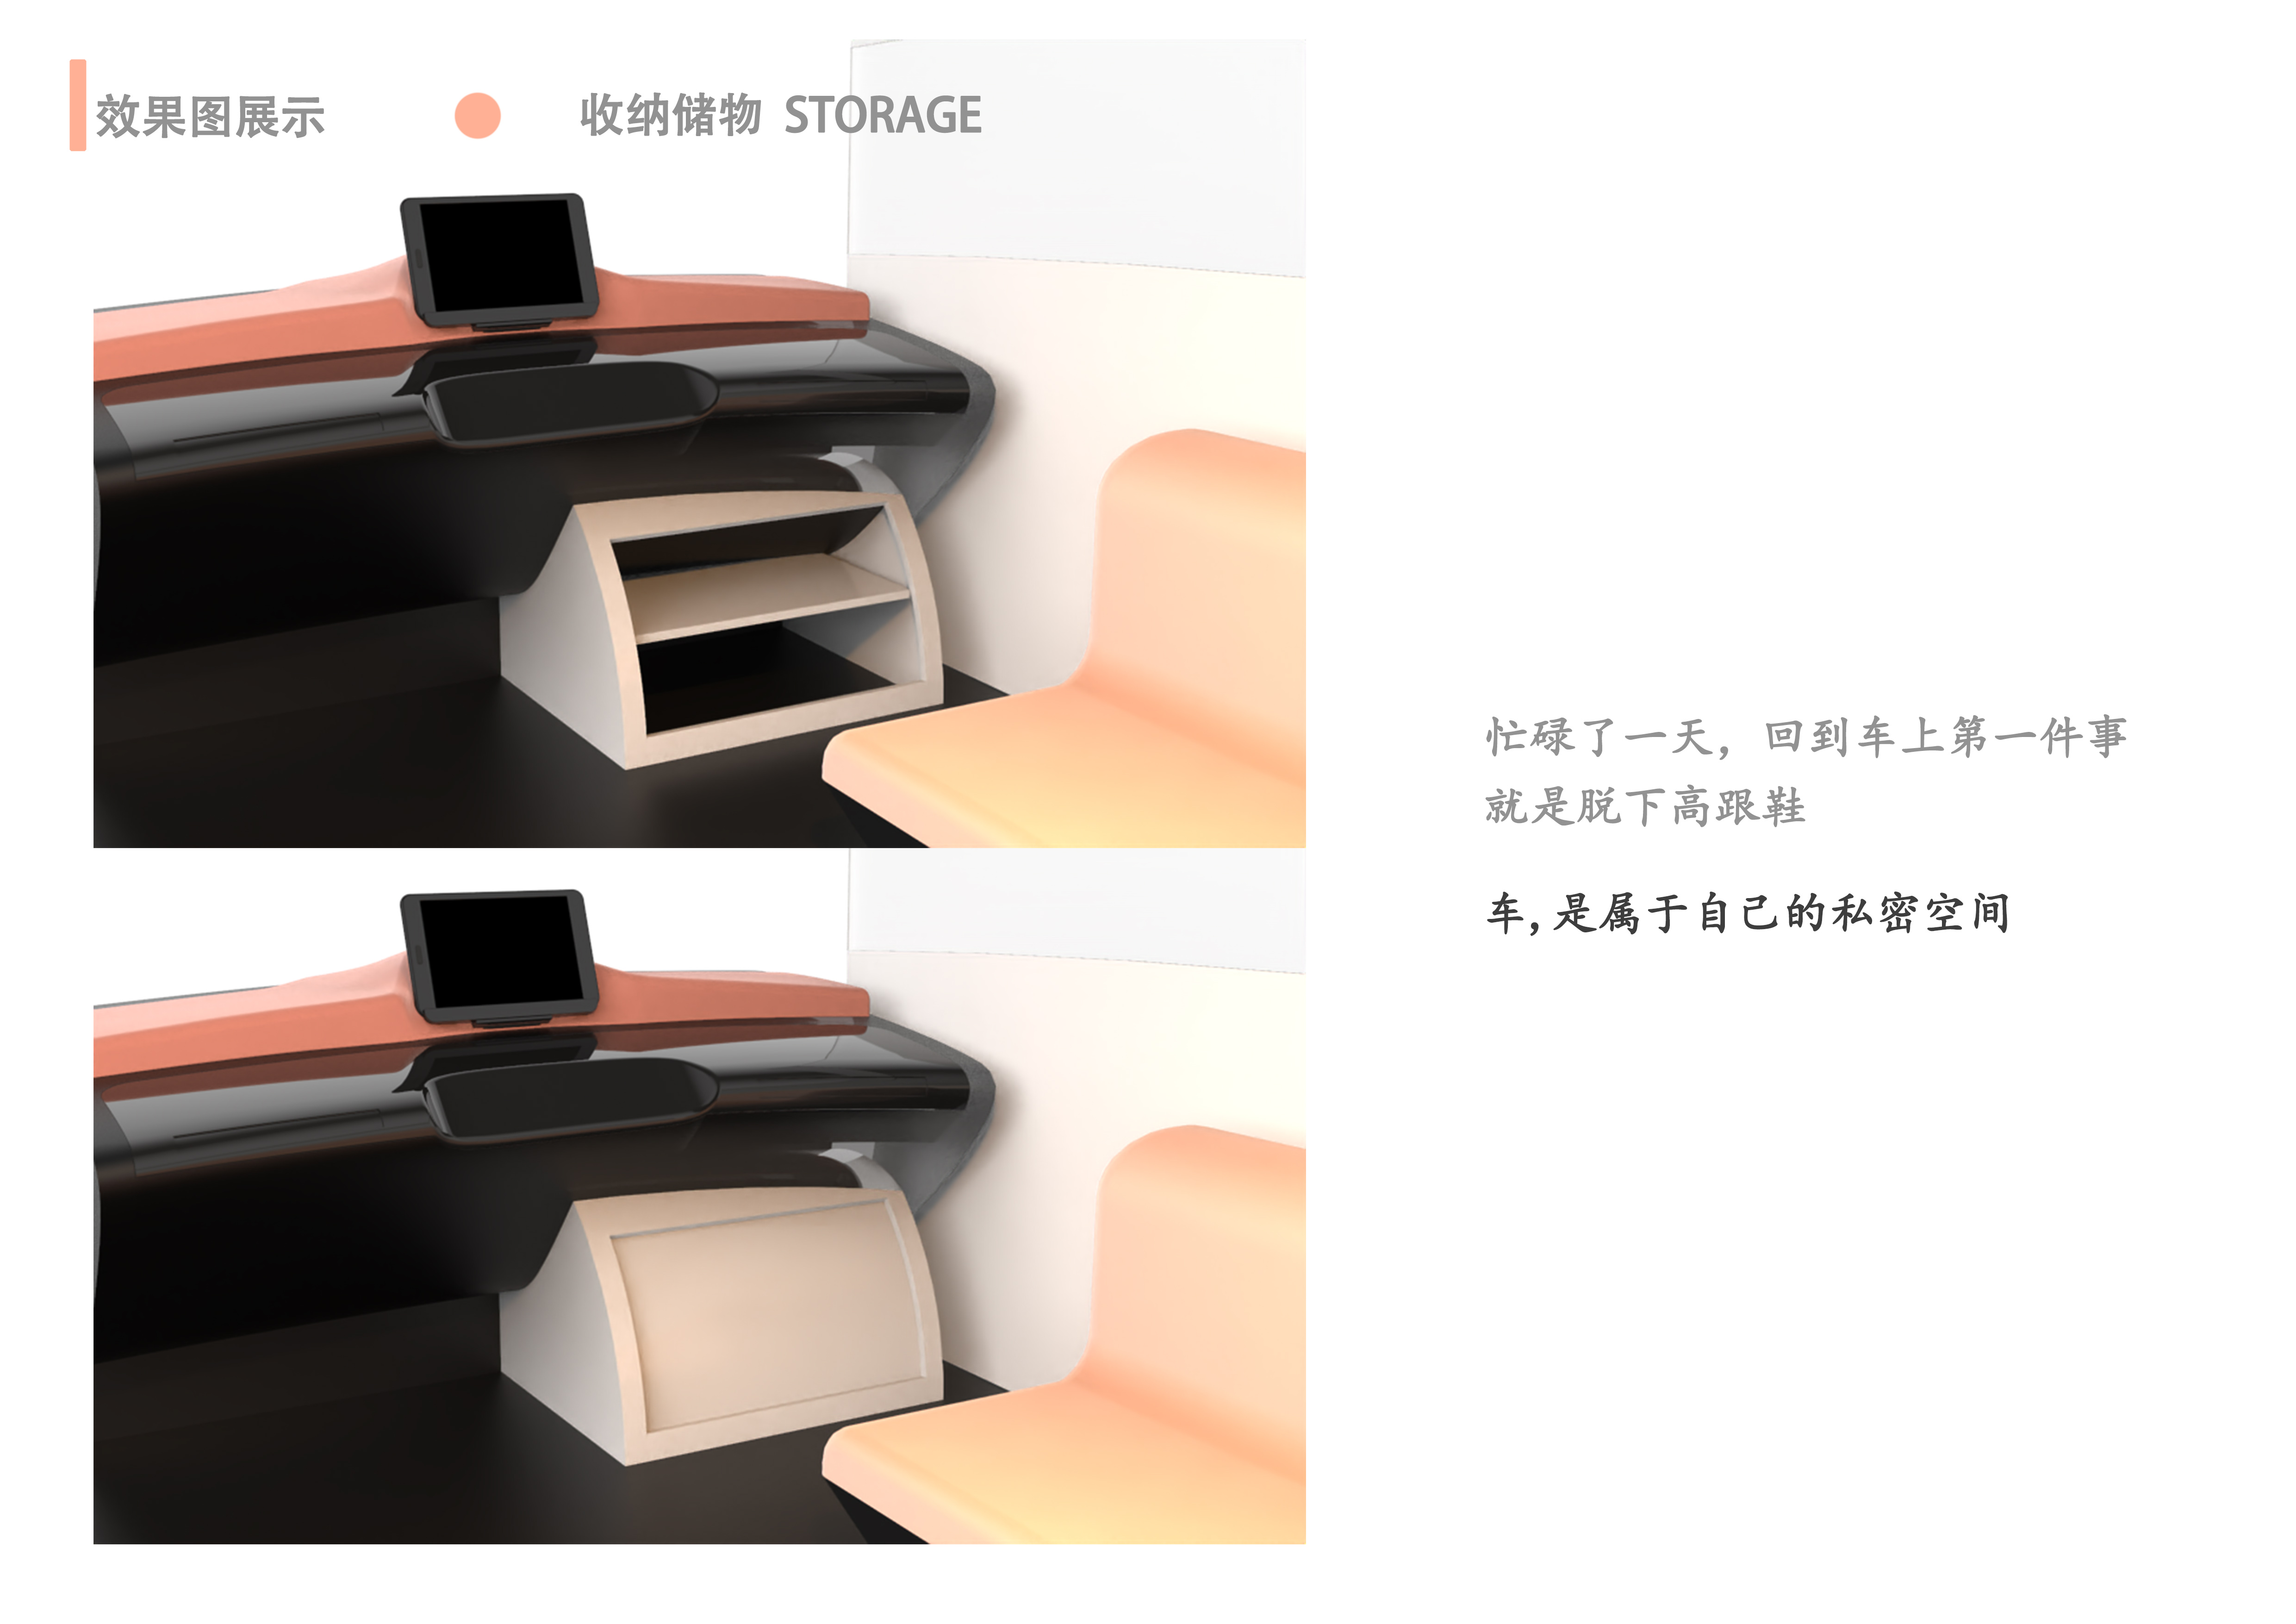 效果图展示
收纳储物 STORAGE
忙碌了一天，回到车上第一件事
就是脱下高跟鞋
车,是属于自己的私密空间